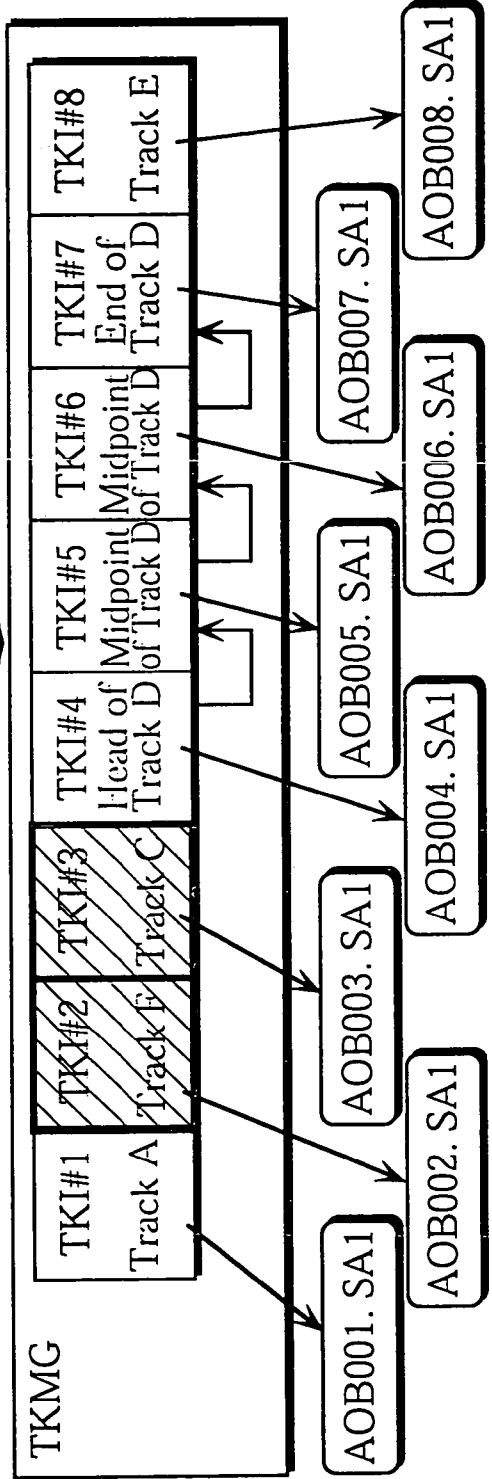 TKMG
TKI#1
Track A
TKI#2
Track F
TKI#3
Track C
TKI#4
Head of
Track D
TKI#5
Midpoint
of Track D
TKI#6
Midpoint
of Track D
TKI#7
End of
Track D
TKI#8
Track E
AOB001. SA1
AOB002. SA1
AOB003. SA1
AOB004. SA1
AOB005. SA1
AOB006. SA1
AOB007. SA1
AOB008. SA1